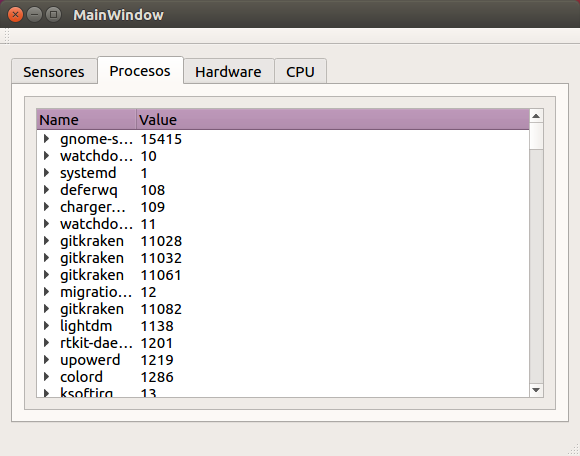 MainWindow
Sensores Procesos Hardware CPU
Name Value
gnome-s... 15415
watchdo... 10
systemd 1
deferwq 108
charger... 109
watchdo... 11
gitkraken 11028
gitkraken 11032
gitkraken 11061
migratio... 12
gitkraken 11082
lightdm 1138
rtkit-dae... 1201
upowerd 1219
colord 1286
ksoftirq 13